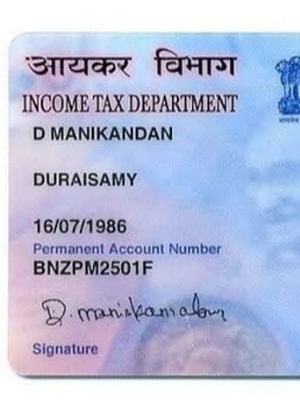 आयकर विभाग
INCOME TAX DEPARTMENT
D MANIKANDAN
DURAISAMY
16/07/1986
Permanent Account Number
BNZPM2501F
D. manikandan
Signature